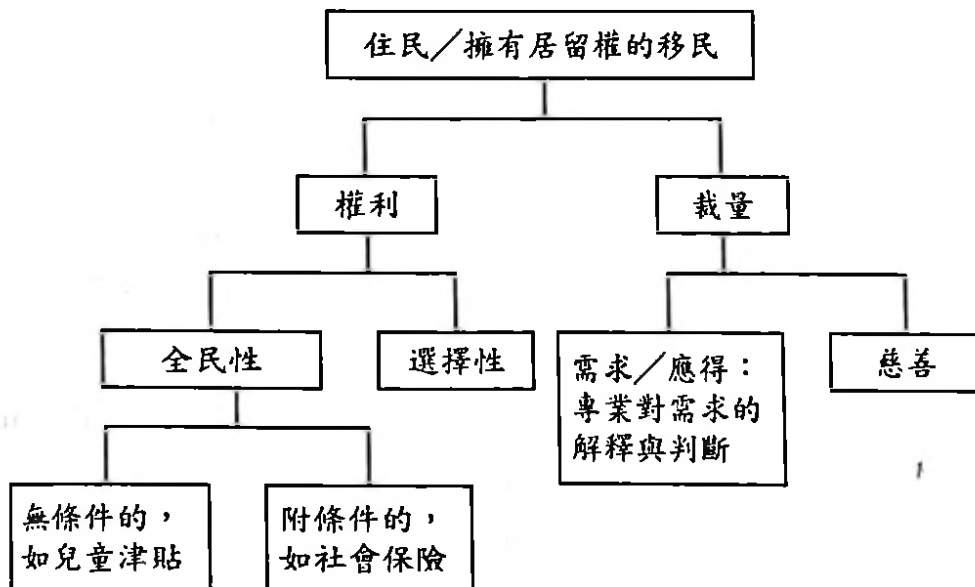 住民／擁有居留權的移民
權利
裁量
全民性
選擇性
需求／應得：
專業對需求的
解釋與判斷
慈善
無條件的，
如兒童津貼
附條件的，
如社會保險